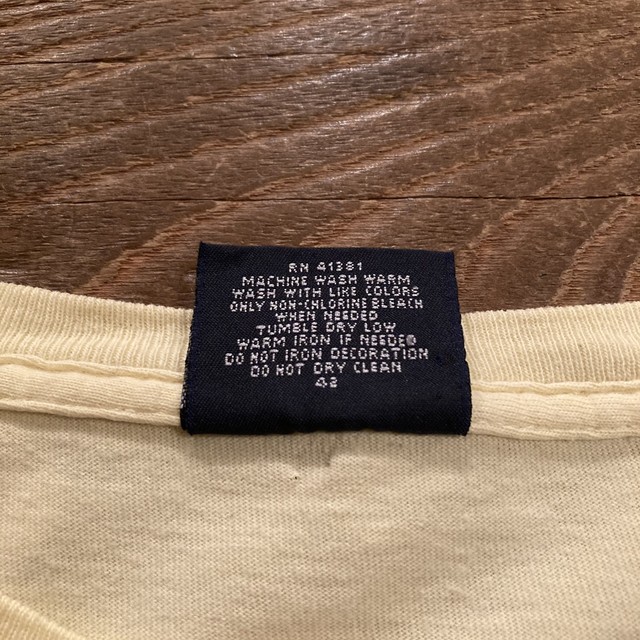 RN 41381
MACHINE WASH WARM
WASH WITH LIKE COLORS
ONLY NON-CHLORINE BLEACH
WHEN NEEDED
TUMBLE DRY LOW
WARM IRON IF NEEDED
DO NOT IRON DECORATION
DO NOT DRY CLEAN
42